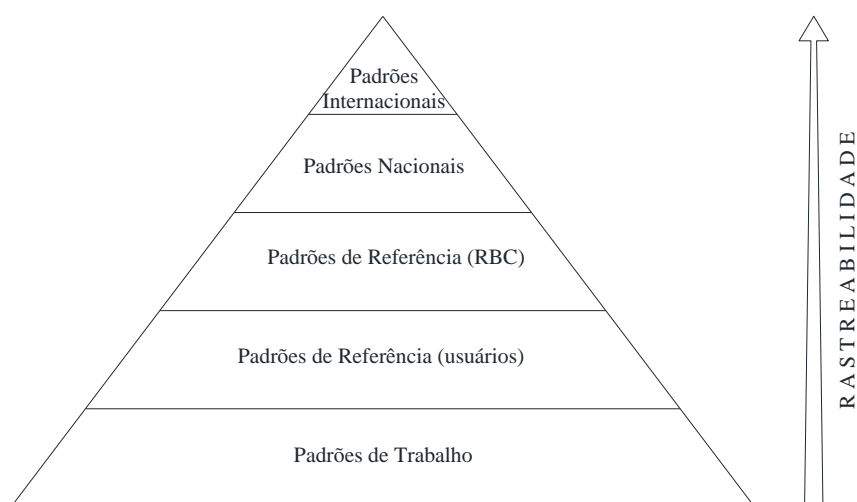 Padrões
Internacionais
Padrões Nacionais
Padrões de Referência (RBC)
Padrões de Referência (usuários)
Padrões de Trabalho
RASTREABILIDADE